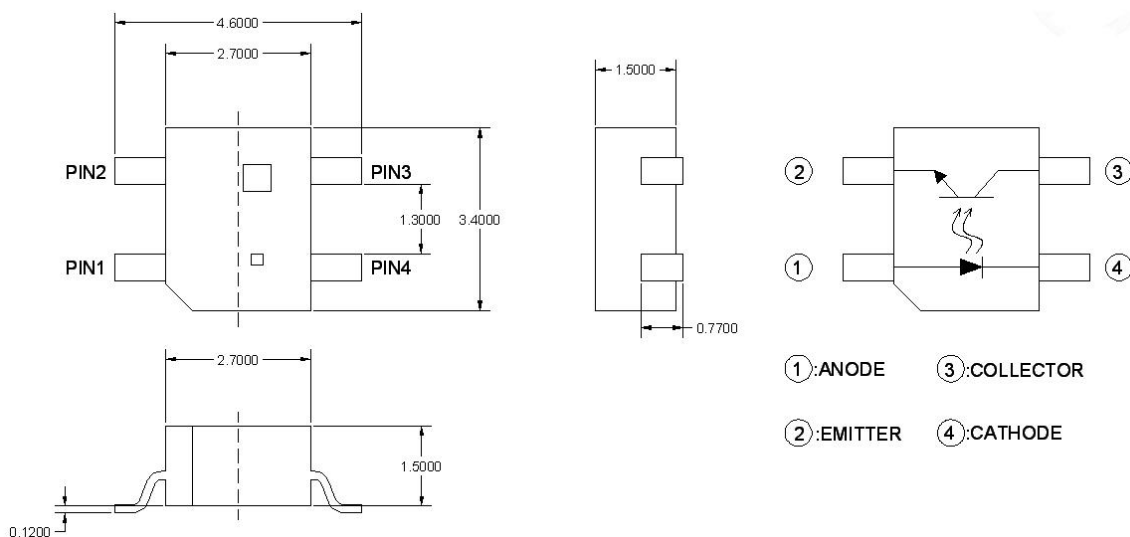 4.6000
2.7000
1.5000
PIN2
PIN3
1.3000
3.4000
PIN1
PIN4
0.7700
2
3
1
4
2.7000
1.5000
0.1200
1:ANODE
3:COLLECTOR
2:EMITTER
4:CATHODE